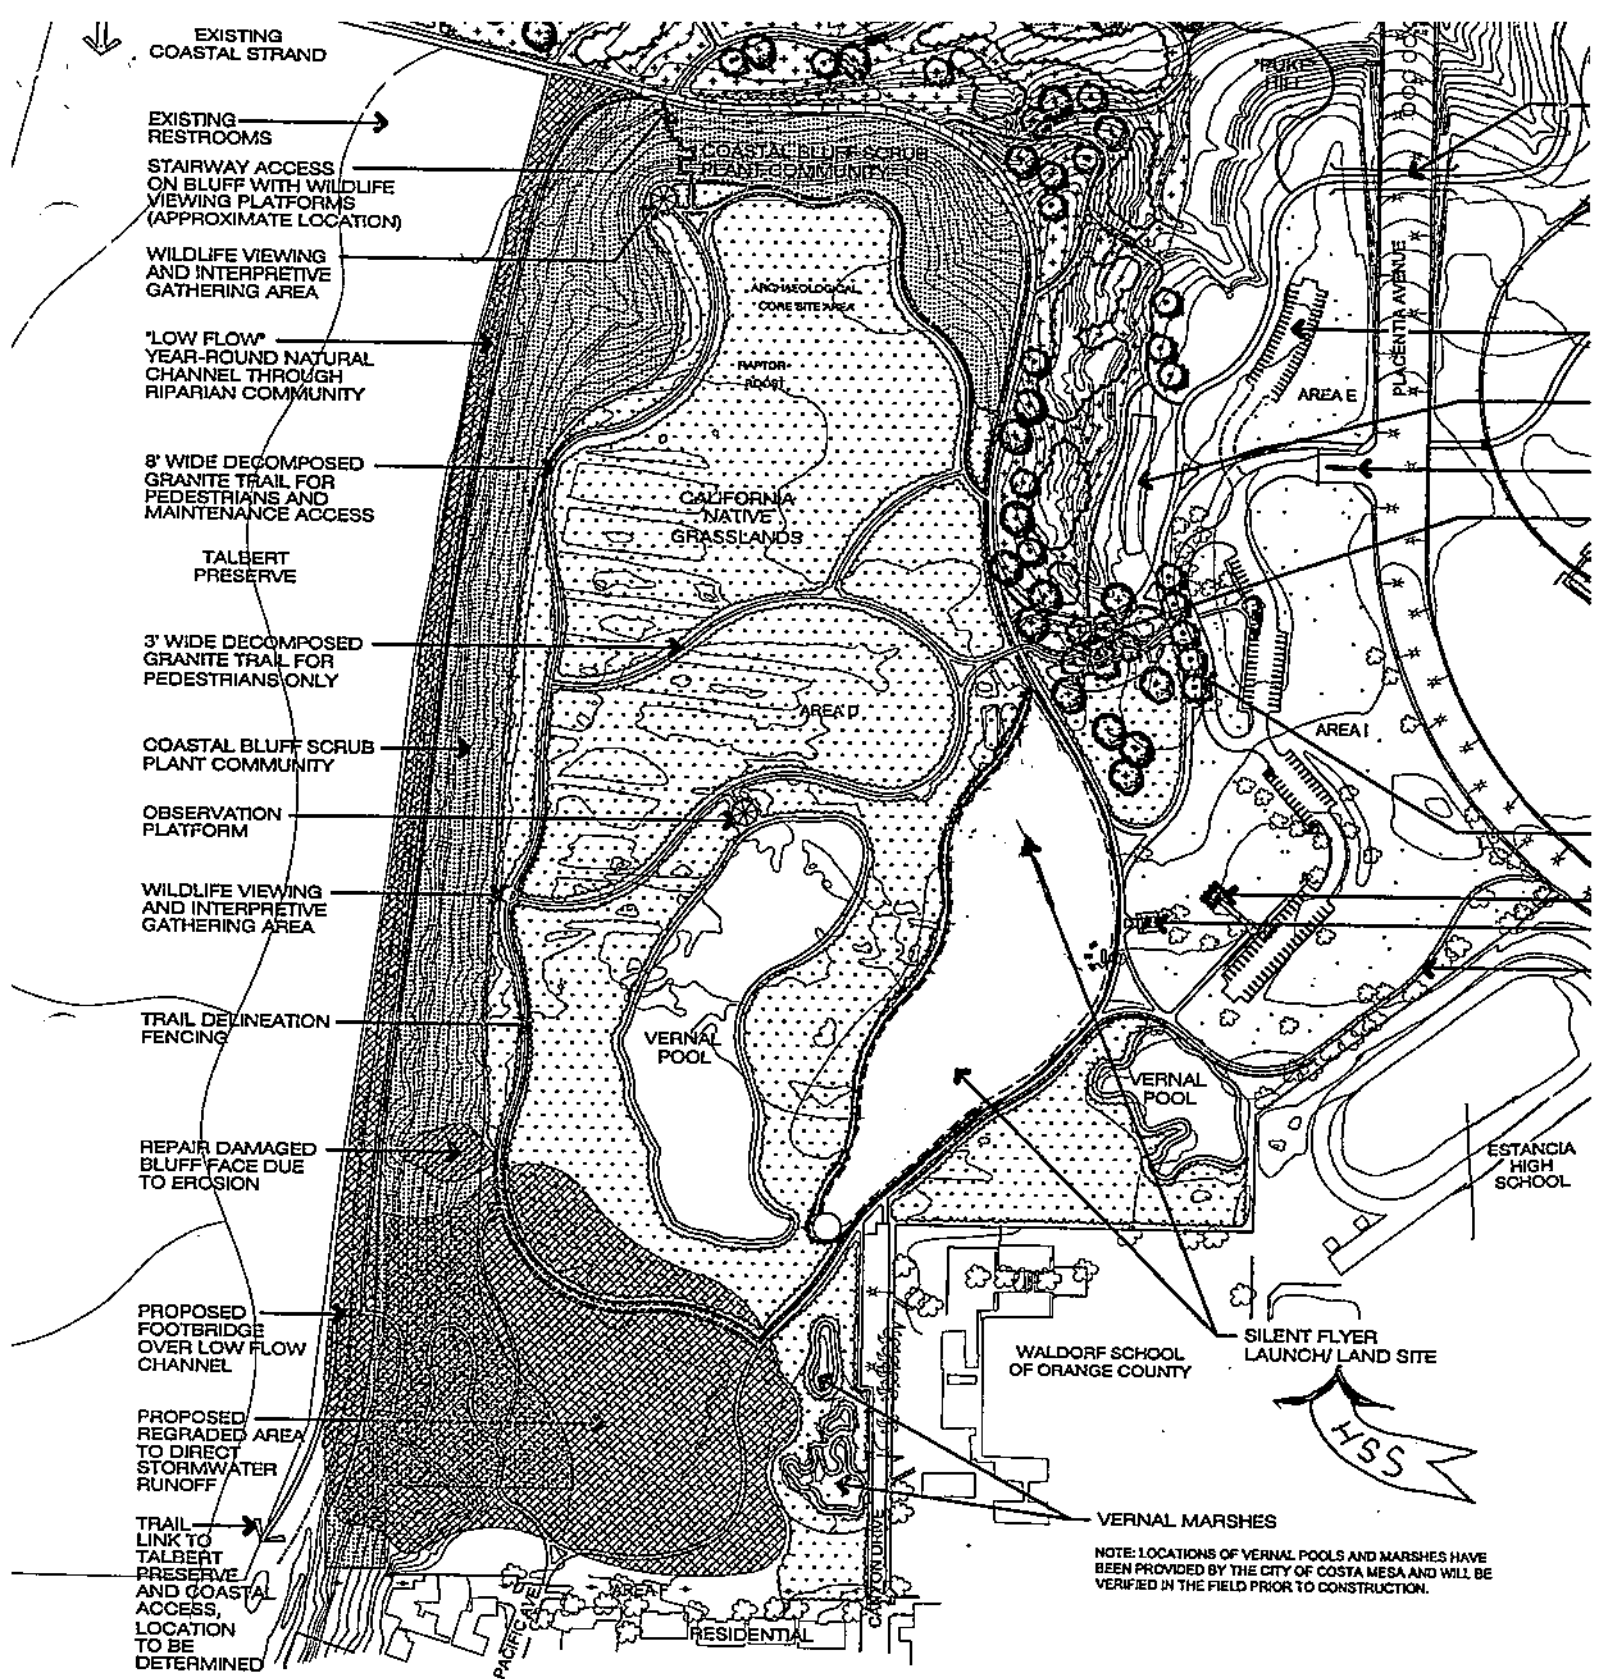 EXISTING
COASTAL STRAND
EXISTING
RESTROOMS
STAIRWAY ACCESS
ON BLUFF WITH WILDLIFE
VIEWING PLATFORMS
(APPROXIMATE LOCATION)
WILDLIFE VIEWING
AND INTERPRETIVE
GATHERING AREA
"LOW FLOW"
YEAR-ROUND NATURAL
CHANNEL THROUGH
RIPARIAN COMMUNITY
8' WIDE DECOMPOSED
GRANITE TRAIL FOR
PEDESTRIANS AND
MAINTENANCE ACCESS
TALBERT
PRESERVE
3' WIDE DECOMPOSED
GRANITE TRAIL FOR
PEDESTRIANS ONLY
COASTAL BLUFF SCRUB
PLANT COMMUNITY
OBSERVATION
PLATFORM
WILDLIFE VIEWING
AND INTERPRETIVE
GATHERING AREA
TRAIL DELINEATION
FENCING
REPAIR DAMAGED
BLUFF FACE DUE
TO EROSION
PROPOSED
FOOTBRIDGE
OVER LOW FLOW
CHANNEL
PROPOSED
REGRADED AREA
TO DIRECT
STORMWATER
RUNOFF
TRAIL
LINK TO
TALBERT
PRESERVE
AND COASTAL
ACCESS,
LOCATION
TO BE
DETERMINED
COASTAL BLUFF SCRUB
PLANT COMMUNITY
ARCHAEOLOGICAL
CORE SITE AREA
RAPTOR
ROOST
CALIFORNIA
NATIVE
GRASSLANDS
AREA D
VERNAL
POOL
"PUKE"
HILL
PLACENTIA AVENUE
AREA E
AREA I
VERNAL
POOL
ESTANCIA
HIGH
SCHOOL
SILENT FLYER
LAUNCH/ LAND SITE
HSS
WALDORF SCHOOL
OF ORANGE COUNTY
VERNAL MARSHES
NOTE: LOCATIONS OF VERNAL POOLS AND MARSHES HAVE
BEEN PROVIDED BY THE CITY OF COSTA MESA AND WILL BE
VERIFIED IN THE FIELD PRIOR TO CONSTRUCTION.
CANYON DRIVE
AREA
PACIFIC AVE
RESIDENTIAL